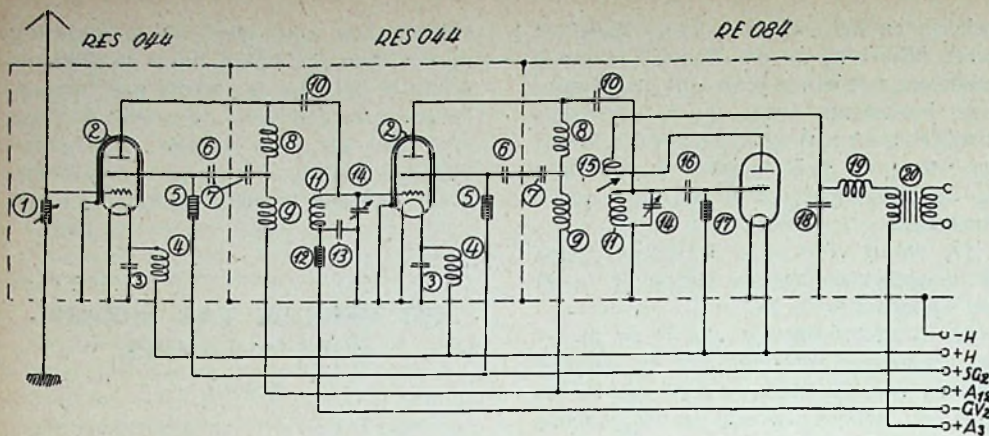 RES 044 RES 044 RE 084
10 10
2 2
8 8
6 6 15 16
5 7 5 7 19 20
1 11 14 14 17 18
4 9 4 9 11
3 12 13 3
-H
+H
+SG2
+A12
-GV2
+A3